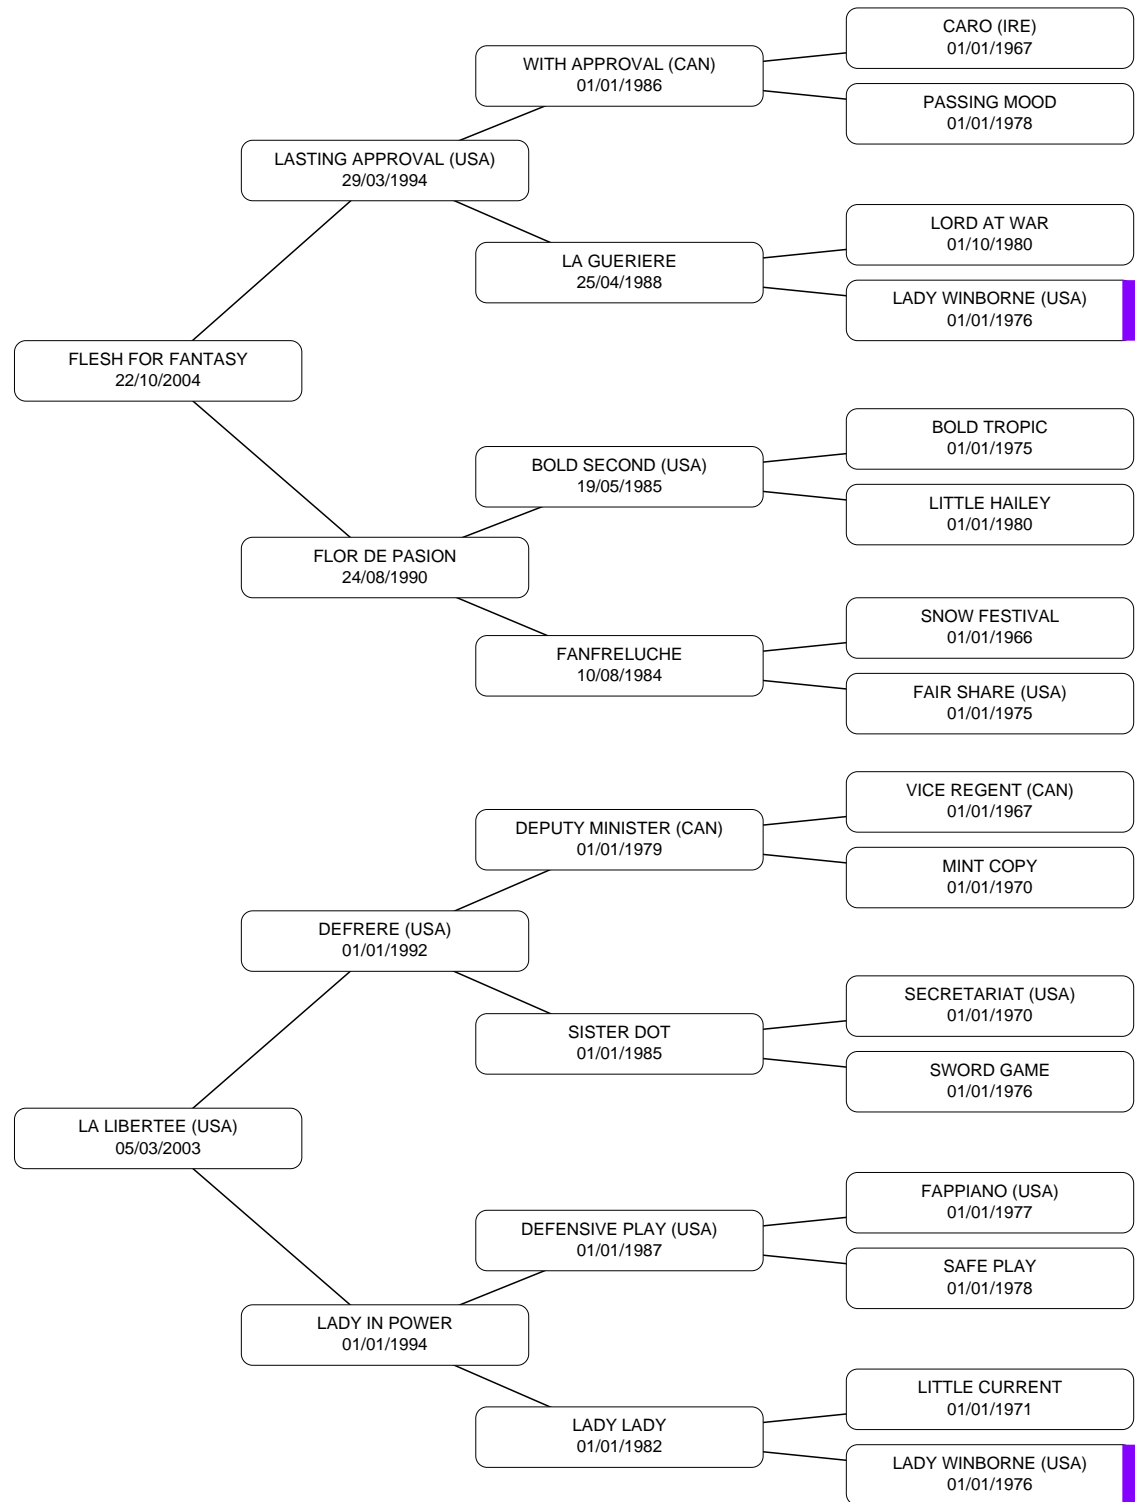 CARO (IRE)
01/01/1967
WITH APPROVAL (CAN)
01/01/1986
PASSING MOOD
01/01/1978
LASTING APPROVAL (USA)
29/03/1994
LORD AT WAR
01/10/1980
LA GUERIERE
25/04/1988
LADY WINBORNE (USA)
01/01/1976
FLESH FOR FANTASY
22/10/2004
BOLD TROPIC
01/01/1975
BOLD SECOND (USA)
19/05/1985
LITTLE HAILEY
01/01/1980
FLOR DE PASION
24/08/1990
SNOW FESTIVAL
01/01/1966
FANFRELUCHE
10/08/1984
FAIR SHARE (USA)
01/01/1975
VICE REGENT (CAN)
01/01/1967
DEPUTY MINISTER (CAN)
01/01/1979
MINT COPY
01/01/1970
DEFRERE (USA)
01/01/1992
SECRETARIAT (USA)
01/01/1970
SISTER DOT
01/01/1985
SWORD GAME
01/01/1976
LA LIBERTEE (USA)
05/03/2003
FAPPIANO (USA)
01/01/1977
DEFENSIVE PLAY (USA)
01/01/1987
SAFE PLAY
01/01/1978
LADY IN POWER
01/01/1994
LITTLE CURRENT
01/01/1971
LADY LADY
01/01/1982
LADY WINBORNE (USA)
01/01/1976